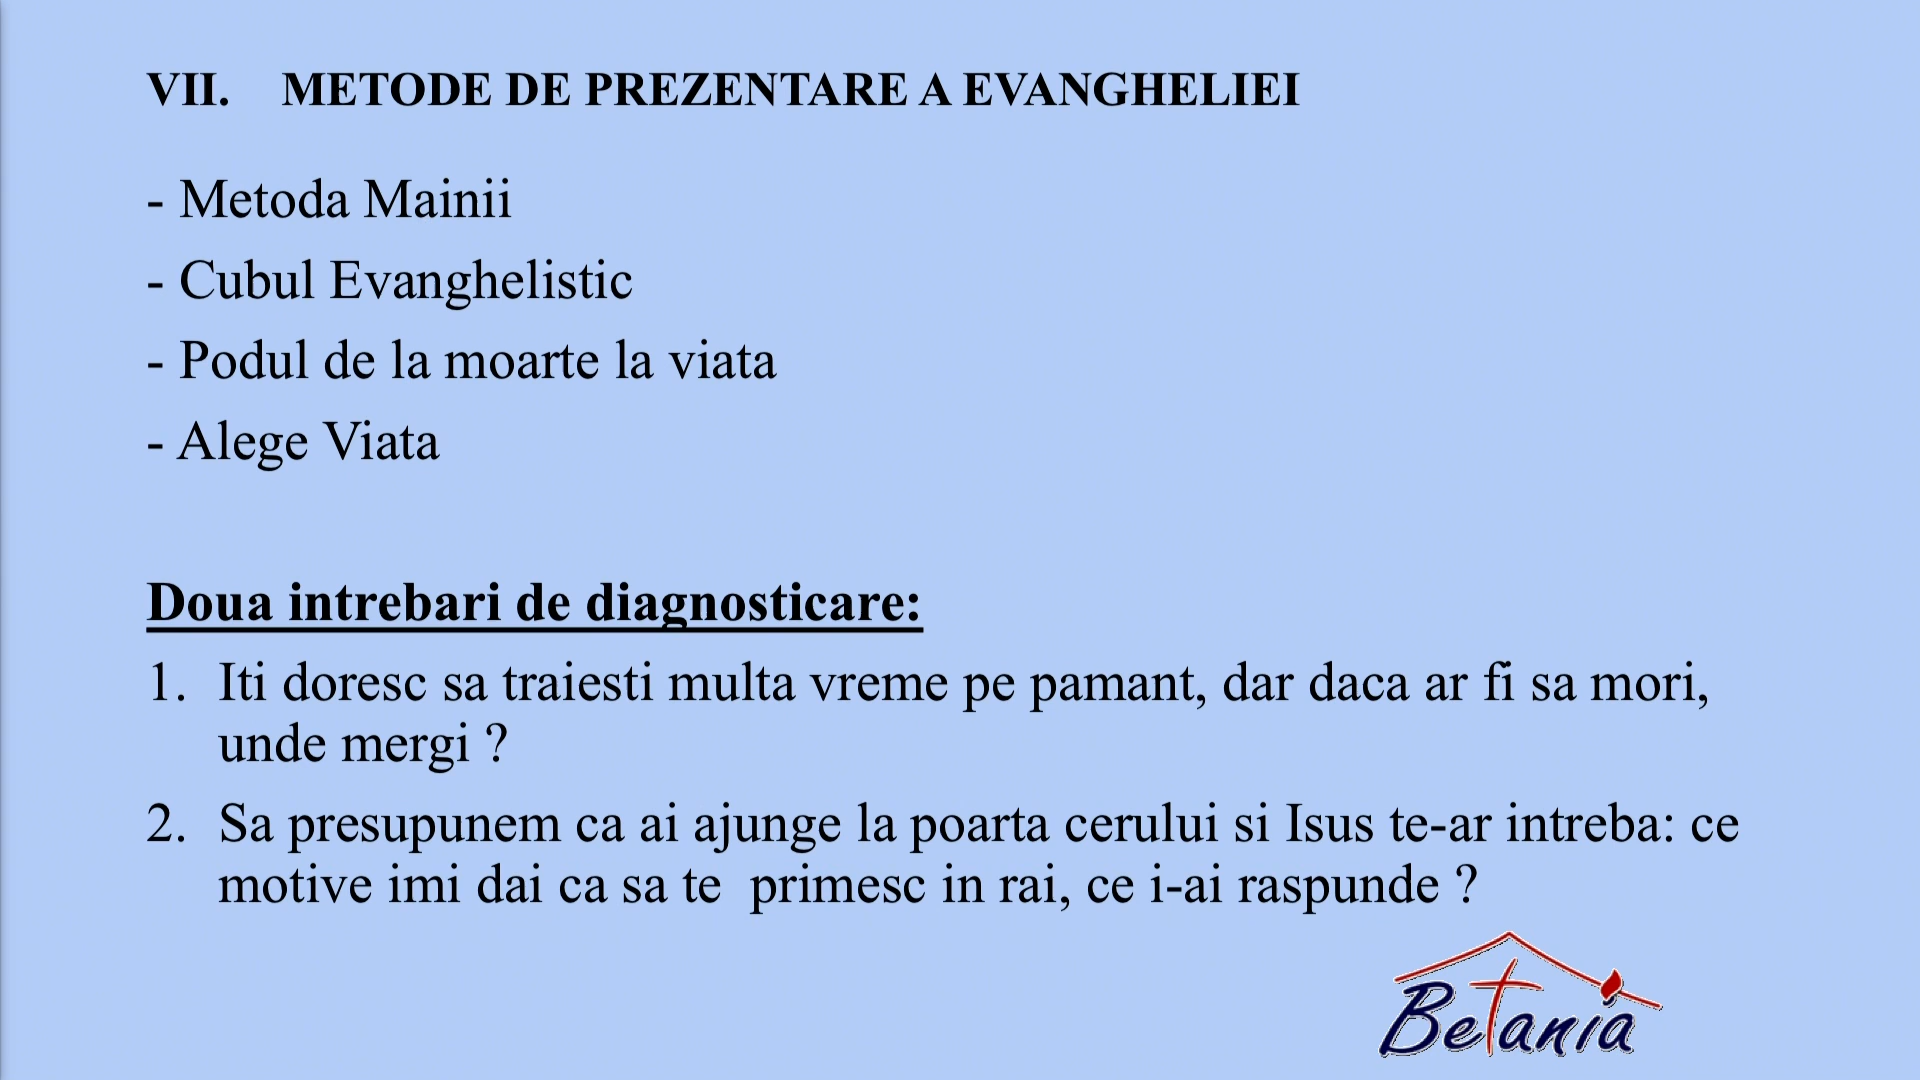 VII. METODE DE PREZENTARE A EVANGHELIEI
- Metoda Mainii
- Cubul Evanghelistic
- Podul de la moarte la viata
- Alege Viata
Doua intrebari de diagnosticare:
1. Iti doresc sa traiesti multa vreme pe pamant, dar daca ar fi sa mori,
unde mergi ?
2. Sa presupunem ca ai ajunge la poarta cerului si Isus te-ar intreba: ce
motive imi dai ca sa te  primesc in rai, ce i-ai raspunde ?
Betania